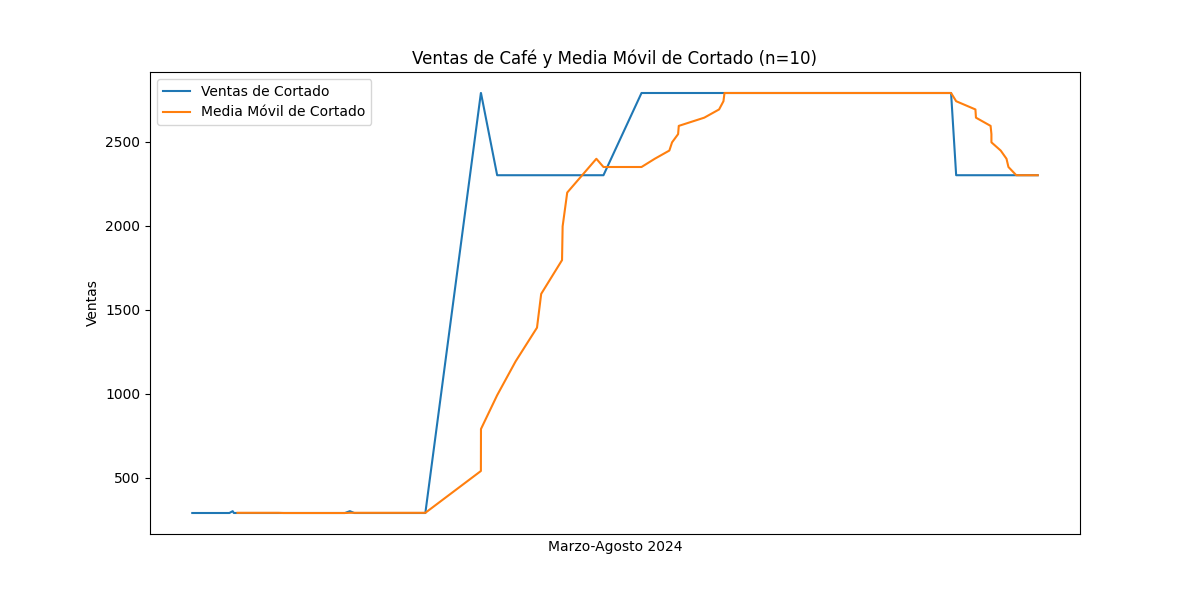 Ventas de Café y Media Móvil de Cortado (n=10)
Ventas de Cortado
Media Móvil de Cortado
2500
2000
1500
1000
500
Ventas
Marzo-Agosto 2024